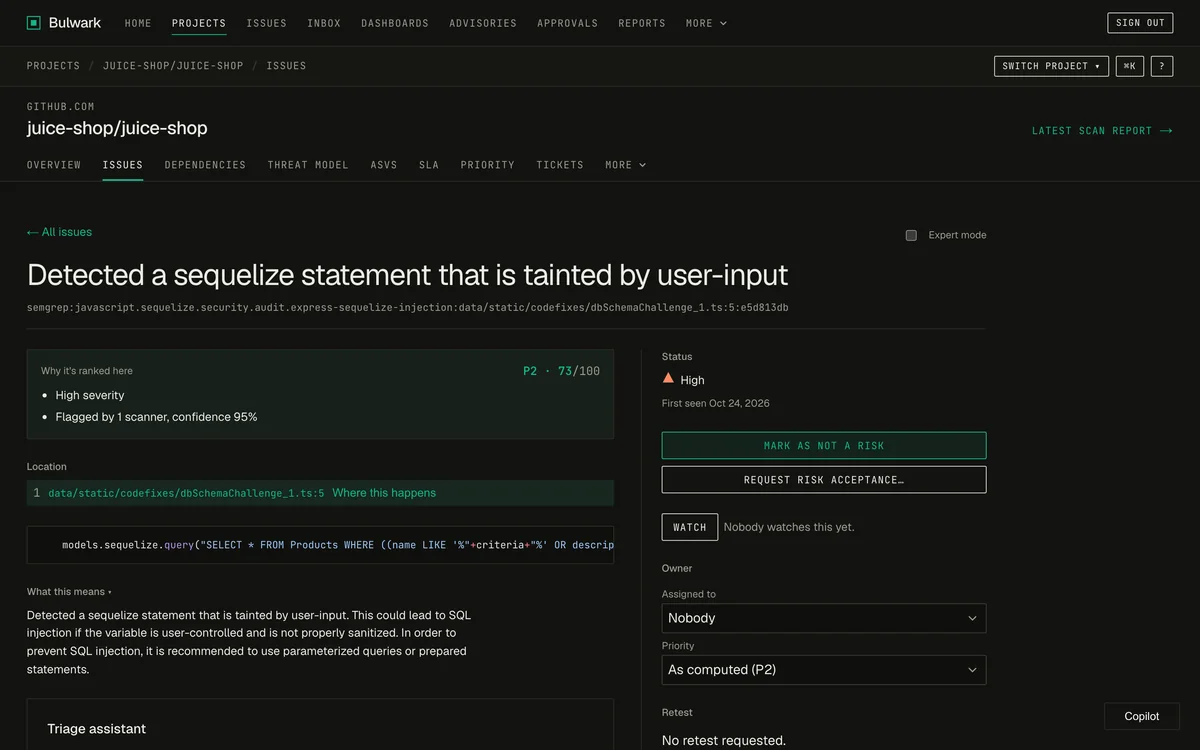 Bulwark HOME PROJECTS ISSUES INBOX DASHBOARDS ADVISORIES APPROVALS REPORTS MORE SIGN OUT
PROJECTS / JUICE-SHOP/JUICE-SHOP / ISSUES SWITCH PROJECT ▾ ⌘K ?
GITHUB.COM
juice-shop/juice-shop
LATEST SCAN REPORT →
OVERVIEW ISSUES DEPENDENCIES THREAT MODEL ASVS SLA PRIORITY TICKETS MORE
← All issues
Expert mode
Detected a sequelize statement that is tainted by user-input
semgrep:javascript.sequelize.security.audit.express-sequelize-injection:data/static/codefixes/dbSchemaChallenge_1.ts:5:e5d813db
Why it's ranked here P2 · 73/100
• High severity
• Flagged by 1 scanner, confidence 95%
Location
1 data/static/codefixes/dbSchemaChallenge_1.ts:5 Where this happens
models.sequelize.query("SELECT * FROM Products WHERE ((name LIKE '%"+criteria+"%' OR descrip
What this means ▾
Detected a sequelize statement that is tainted by user-input. This could lead to SQL
injection if the variable is user-controlled and is not properly sanitized. In order to
prevent SQL injection, it is recommended to use parameterized queries or prepared
statements.
Triage assistant
Status
High
First seen Oct 24, 2026
MARK AS NOT A RISK
REQUEST RISK ACCEPTANCE…
WATCH Nobody watches this yet.
Owner
Assigned to
Nobody
Priority
As computed (P2)
Retest
No retest requested.
Copilot